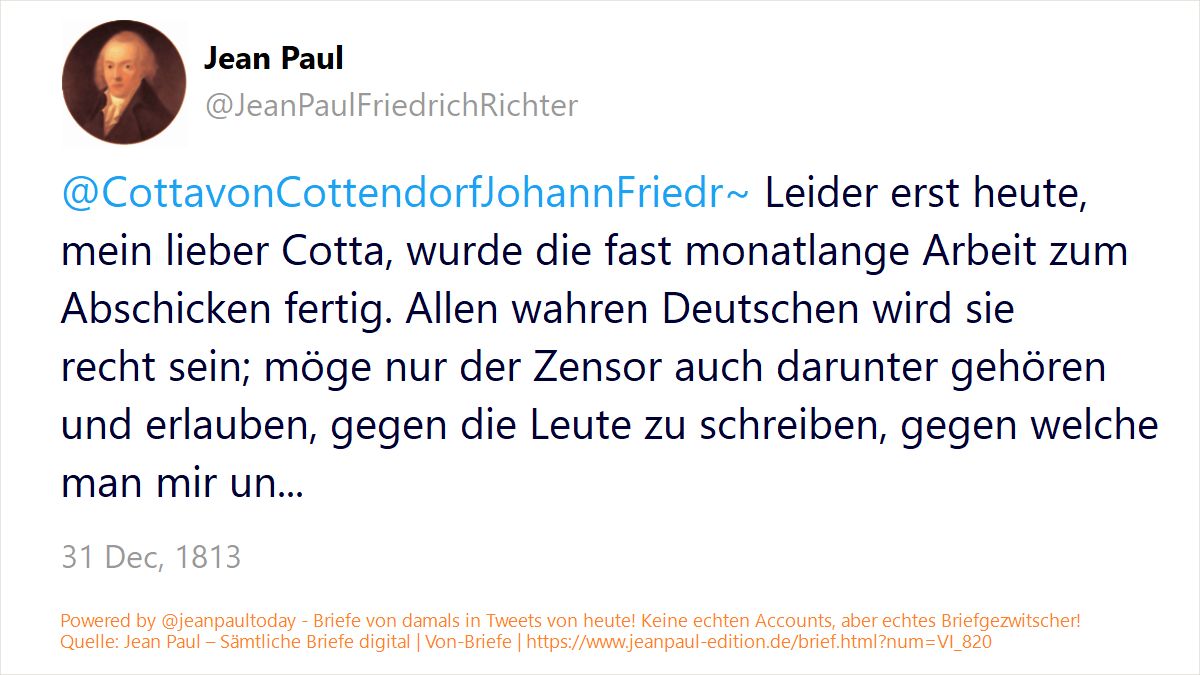 Jean Paul
@JeanPaulFriedrichRichter
@CottavonCottendorfJohannFriedr~ Leider erst heute,
mein lieber Cotta, wurde die fast monatlange Arbeit zum
Abschicken fertig. Allen wahren Deutschen wird sie
recht sein; möge nur der Zensor auch darunter gehören
und erlauben, gegen die Leute zu schreiben, gegen welche
man mir un...
31 Dec, 1813
Powered by @jeanpaultoday - Briefe von damals in Tweets von heute! Keine echten Accounts, aber echtes Briefgezwitscher!
Quelle: Jean Paul – Sämtliche Briefe digital | Von-Briefe | https://www.jeanpaul-edition.de/brief.html?num=VI_820